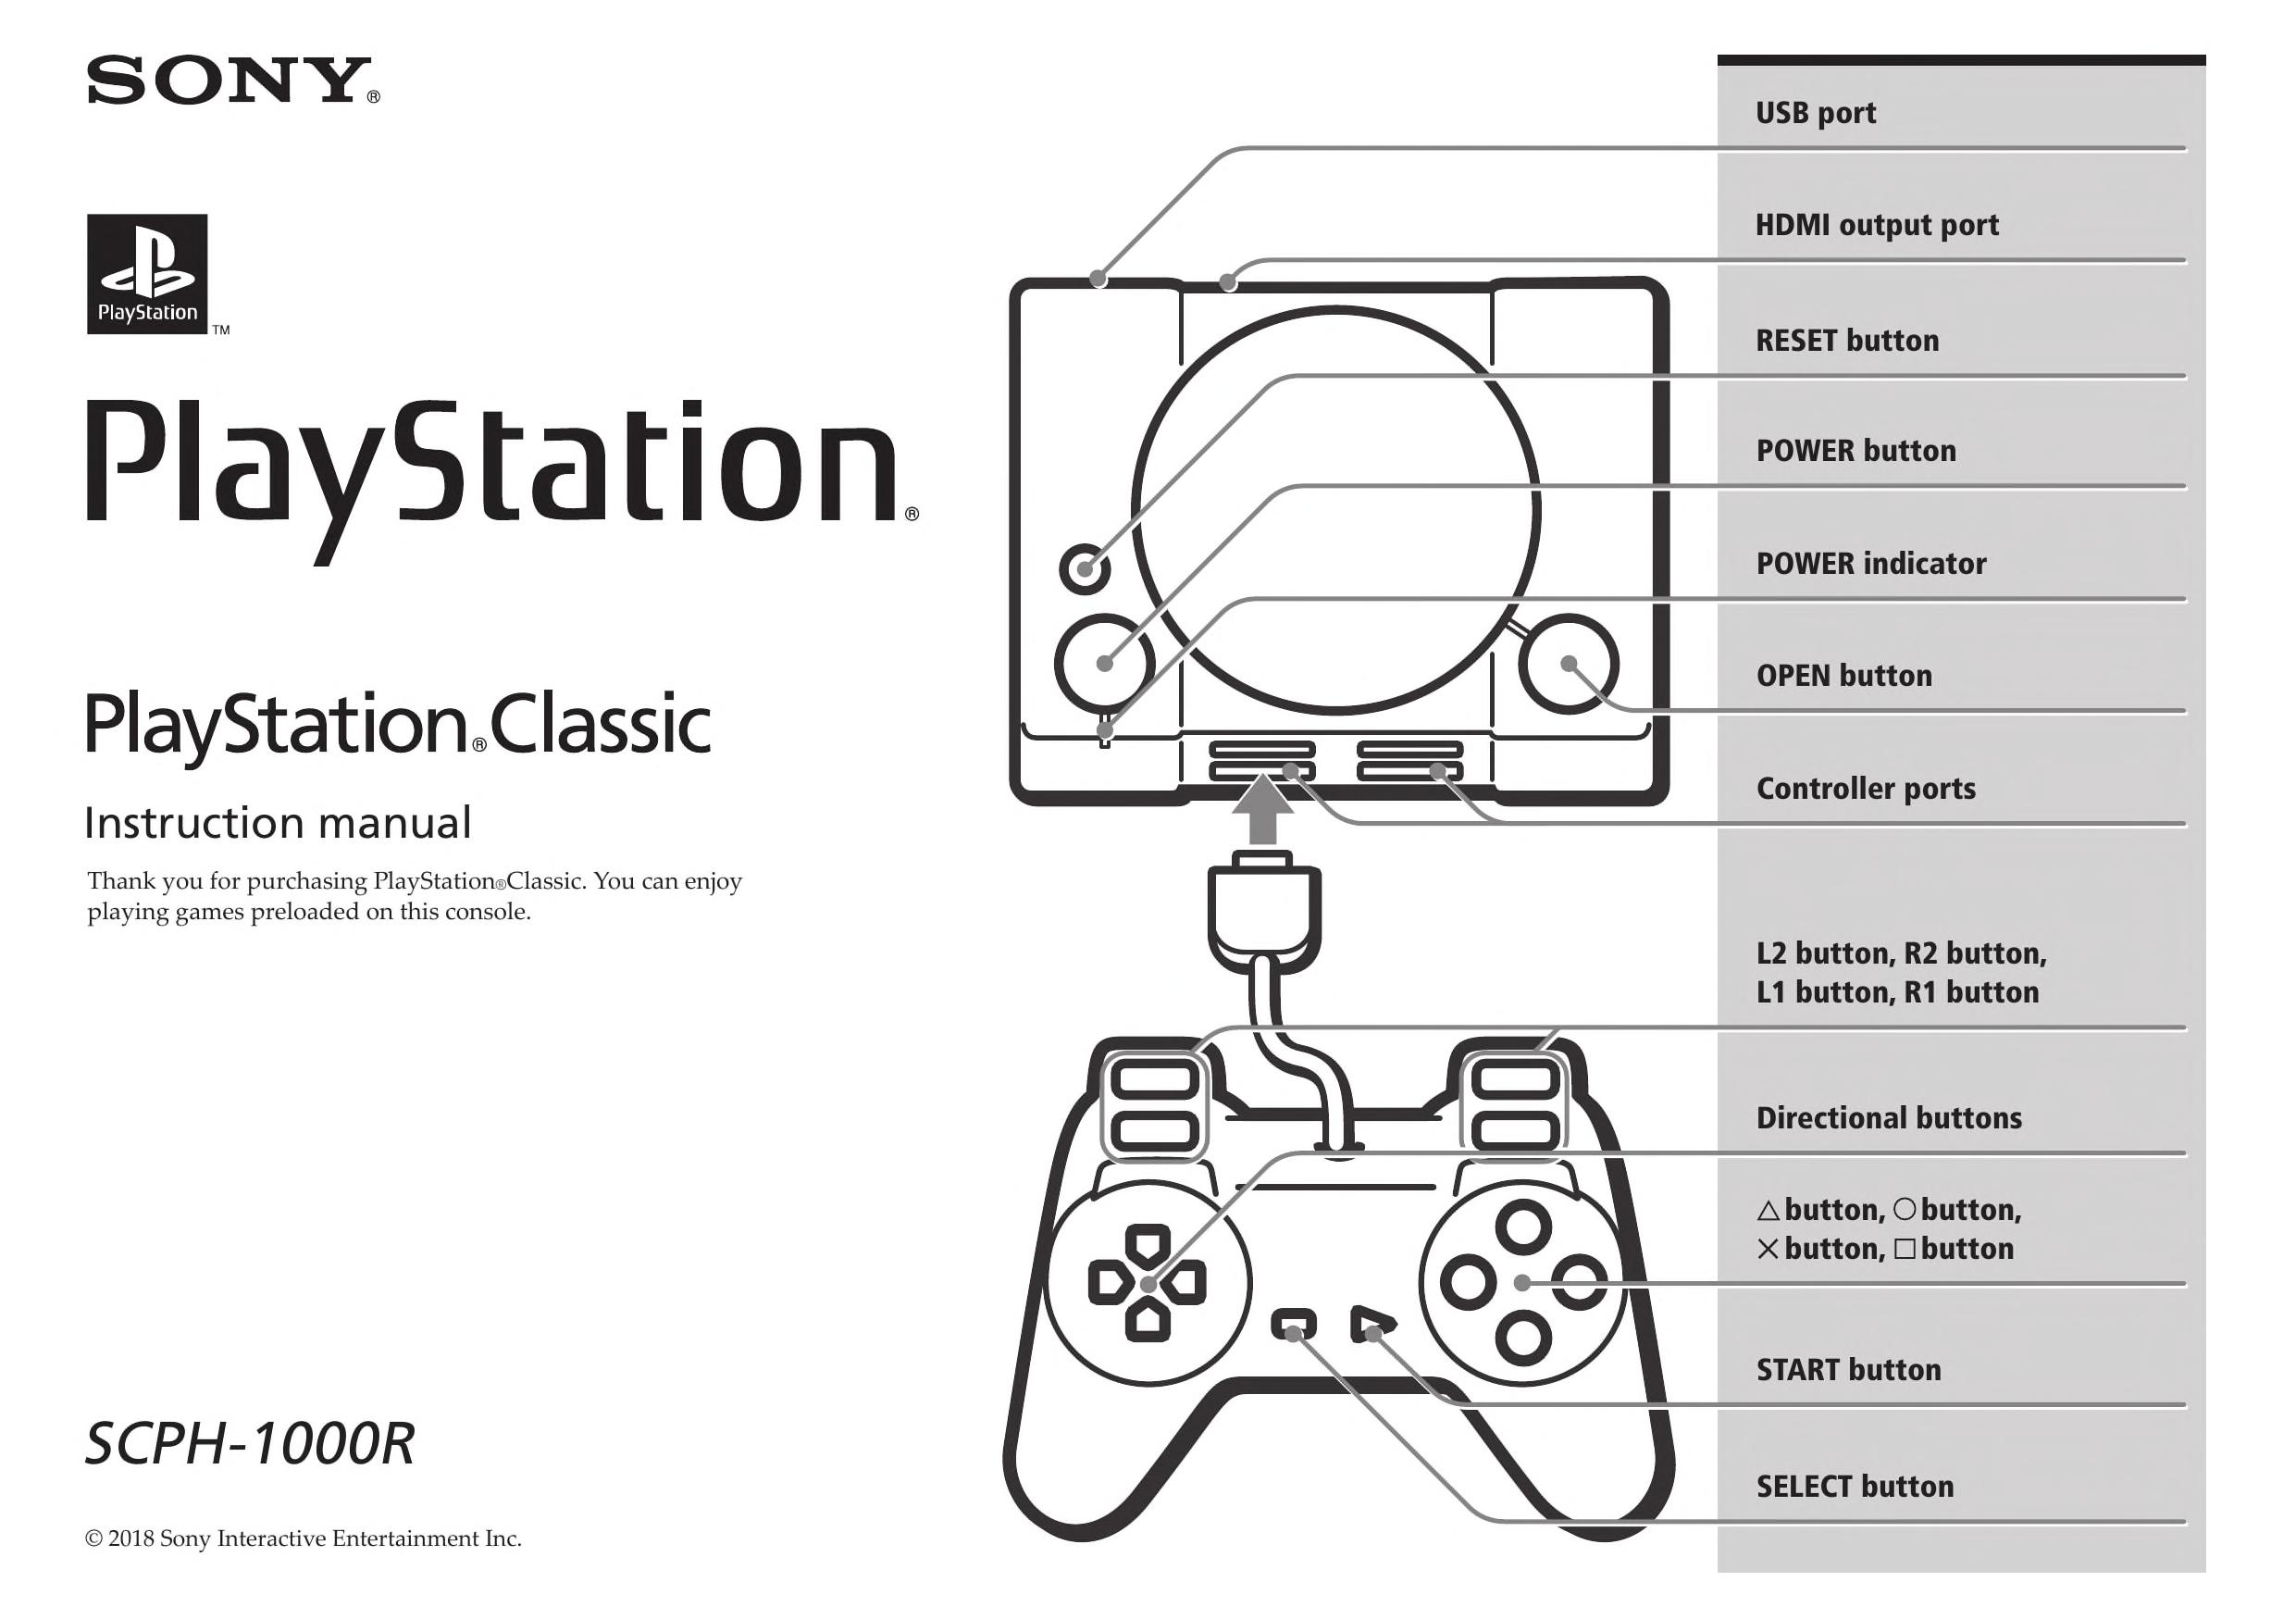 SONY®
PlayStation
TM
PlayStation®
PlayStation®Classic
Instruction manual
Thank you for purchasing PlayStation®Classic. You can enjoy
playing games preloaded on this console.
SCPH-1000R
© 2018 Sony Interactive Entertainment Inc.
USB port
HDMI output port
RESET button
POWER button
POWER indicator
OPEN button
Controller ports
L2 button, R2 button,
L1 button, R1 button
Directional buttons
△button, ○button,
×button, □button
START button
SELECT button